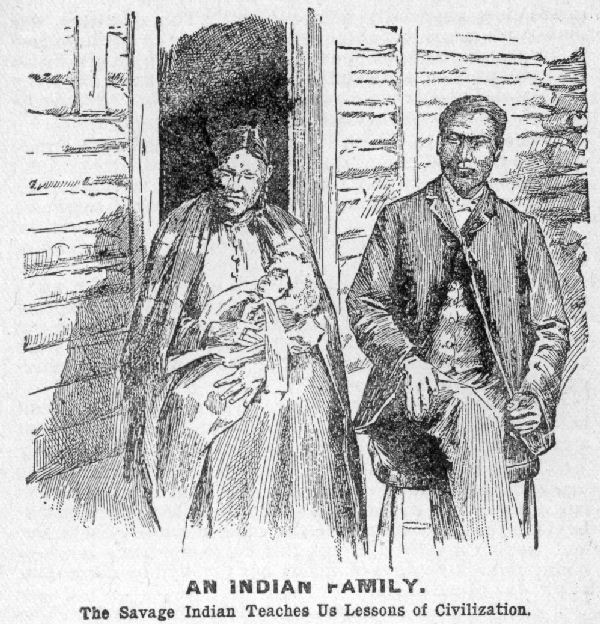 AN INDIAN FAMILY.
The Savage Indian Teaches Us Lessons of Civilization.